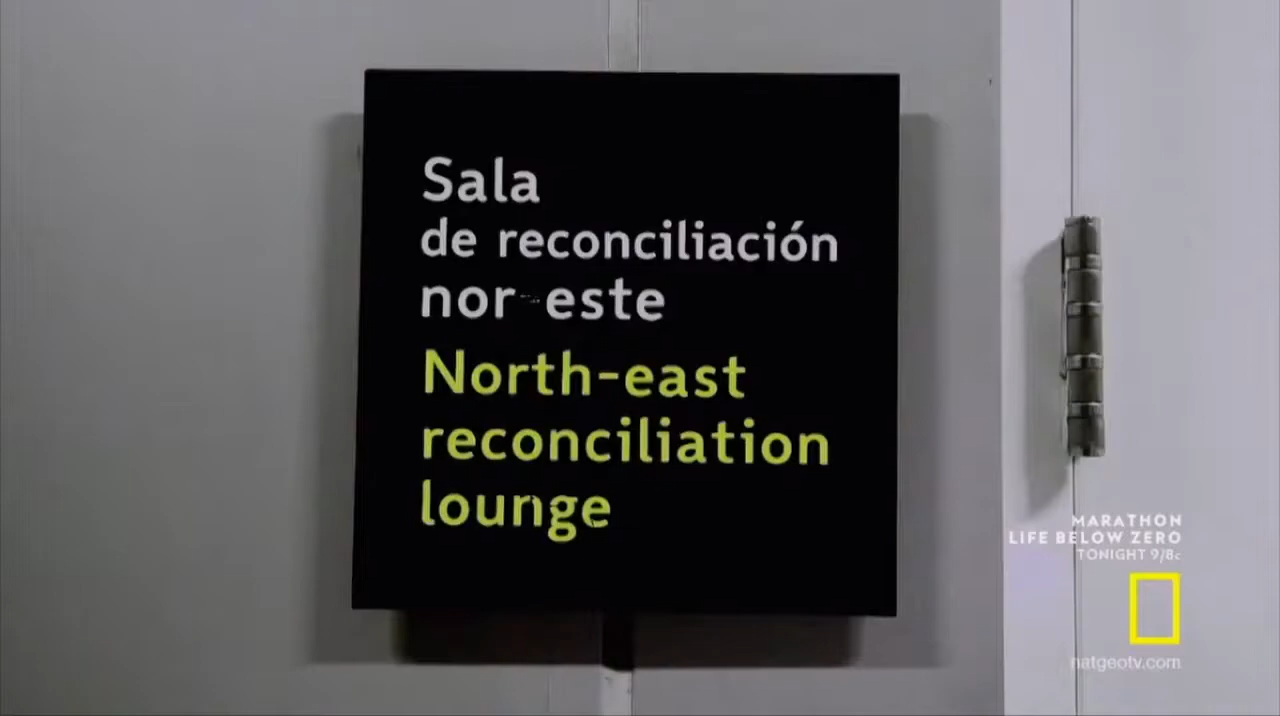 Sala
de reconciliación
nor este
North-east
reconciliation
lounge
MARATHON
LIFE BELOW ZERO
TONIGHT 9/8c
natgeotv.com